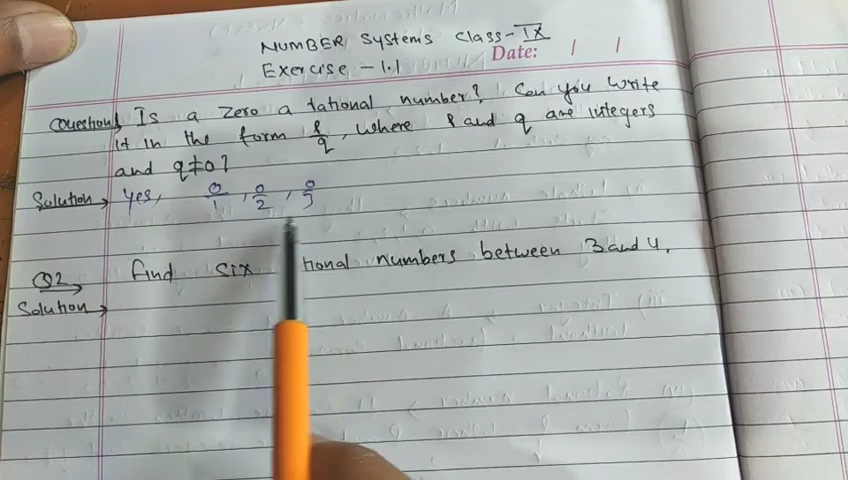 NUMBER Systems Class-IX
Date: / /
Exercise - 1.1
Question1 Is a zero a rational number? Can you write
it in the form p/q, where p and q are integers
and q≠0?
Solution→ yes, 0/1, 0/2, 0/3
Q2→ find six tional numbers between 3 and 4.
Solution→